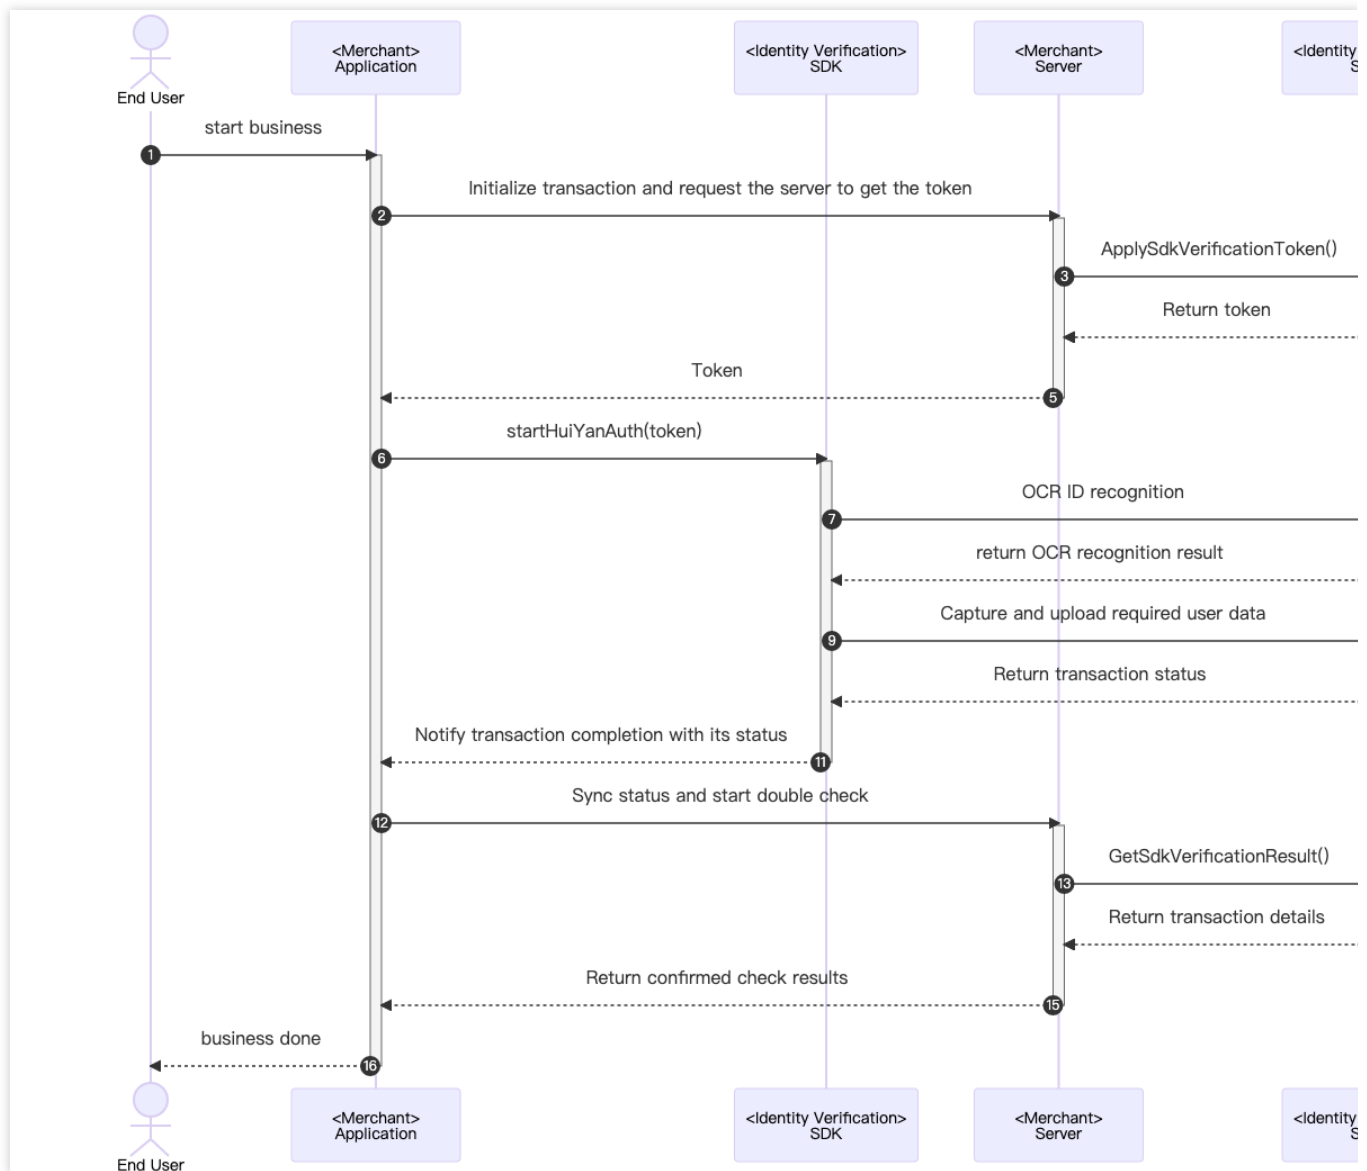 <Merchant>
Application
<Identity Verification>
SDK
<Merchant>
Server
<Identity
S
End User
start business
1
Initialize transaction and request the server to get the token
2
ApplySdkVerificationToken()
3
Return token
Token
5
startHuiYanAuth(token)
6
OCR ID recognition
7
return OCR recognition result
Capture and upload required user data
9
Return transaction status
Notify transaction completion with its status
11
Sync status and start double check
12
GetSdkVerificationResult()
13
Return transaction details
Return confirmed check results
15
business done
16
<Merchant>
Application
<Identity Verification>
SDK
<Merchant>
Server
<Identity
S
End User